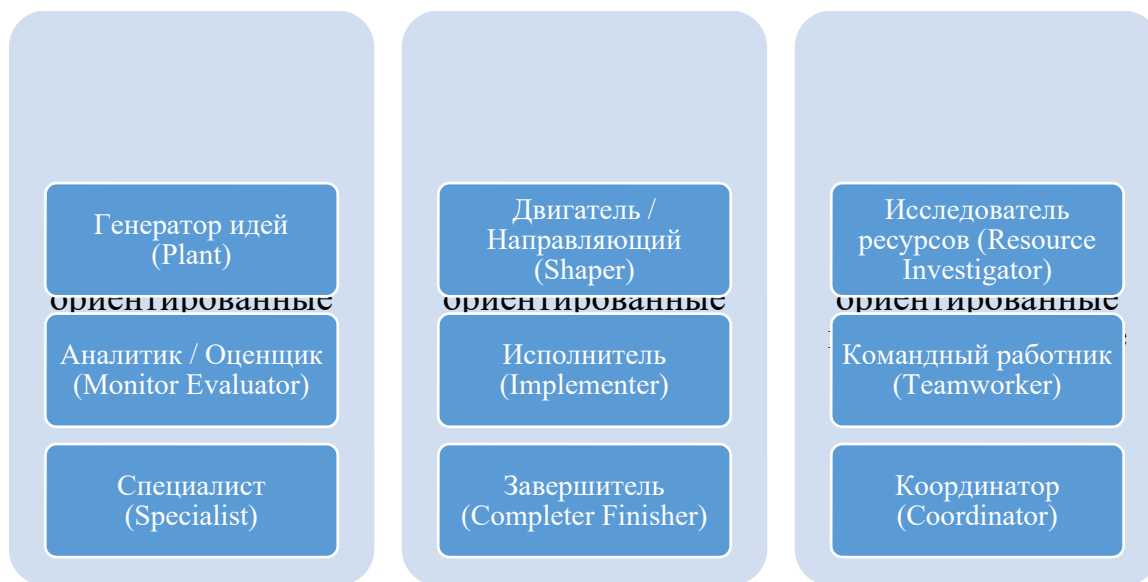 Генератор идей
(Plant)
ориентированные
Аналитик / Оценщик
(Monitor Evaluator)
Специалист
(Specialist)
Двигатель /
Направляющий
(Shaper)
ориентированные
Исполнитель
(Implementer)
Завершитель
(Completer Finisher)
Исследователь
ресурсов (Resource
Investigator)
ориентированные
Командный работник
(Teamworker)
Координатор
(Coordinator)